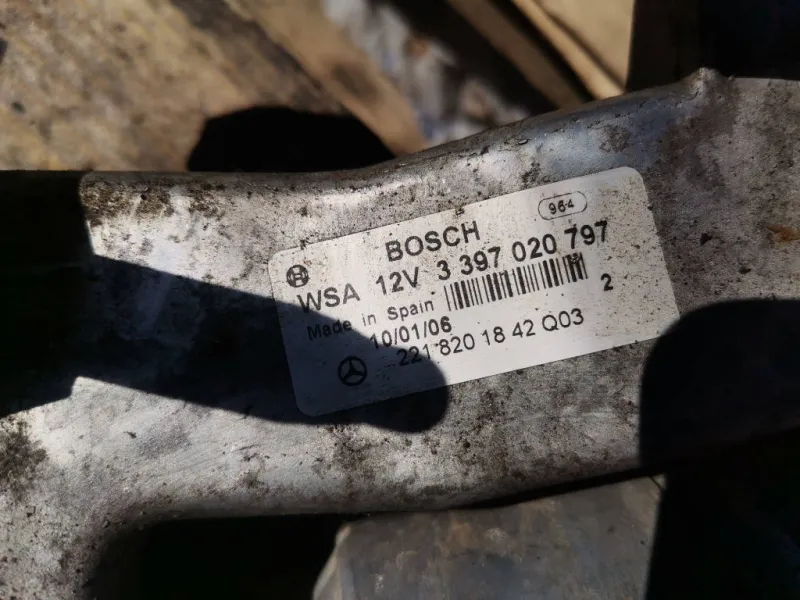 964
BOSCH
WSA 12V 3 397 020 797
Made in Spain
2
10/01/06
221 820 18 42 Q03